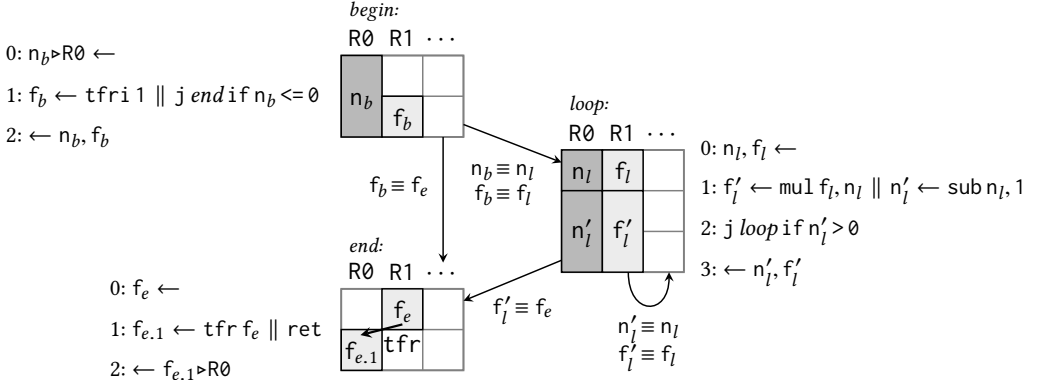 begin:
R0 R1 ···
0: n_b▹R0 ←
1: f_b ← tfri 1 ∥ j end if n_b <= 0
2: ← n_b, f_b
n_b
f_b
f_b ≡ f_e
n_b ≡ n_l
f_b ≡ f_l
loop:
R0 R1 ···
n_l f_l
n′_l f′_l
0: n_l, f_l ←
1: f′_l ← mul f_l, n_l ∥ n′_l ← sub n_l, 1
2: j loop if n′_l > 0
3: ← n′_l, f′_l
n′_l ≡ n_l
f′_l ≡ f_l
f′_l ≡ f_e
end:
R0 R1 ···
f_e
f_e.1 tfr
0: f_e ←
1: f_e.1 ← tfr f_e ∥ ret
2: ← f_e.1▹R0